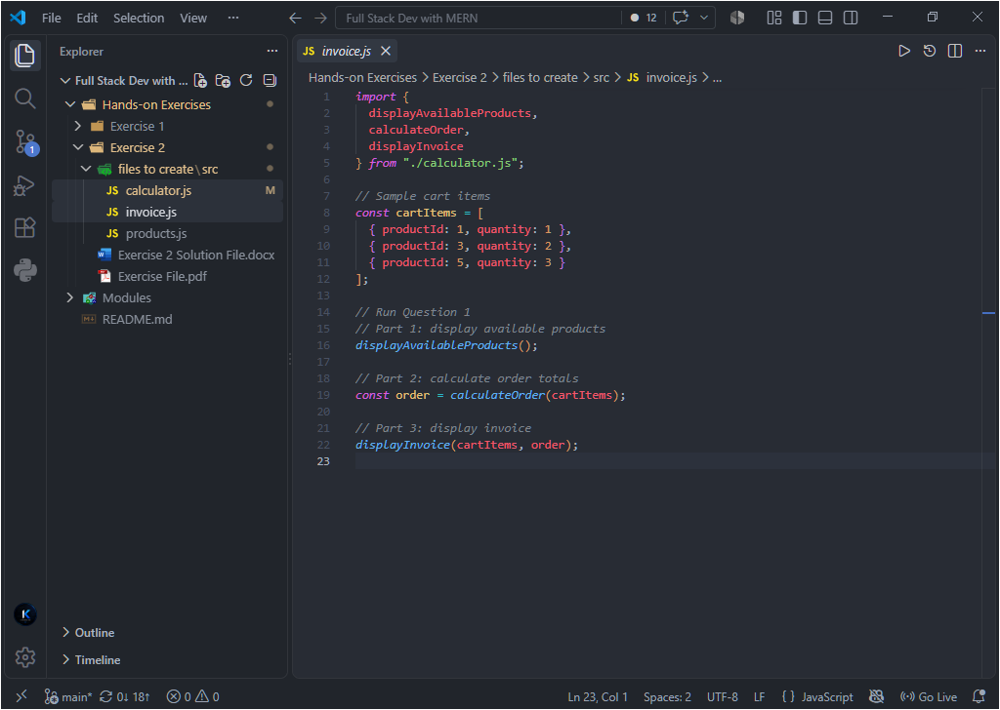 File Edit Selection View ··· Full Stack Dev with MERN 12
Explorer ···
Full Stack Dev with ...
Hands-on Exercises
Exercise 1
Exercise 2
files to create\src
JS calculator.js M
JS invoice.js
JS products.js
Exercise 2 Solution File.docx
Exercise File.pdf
Modules
README.md
Outline
Timeline
1
JS invoice.js
Hands-on Exercises > Exercise 2 > files to create > src > JS invoice.js > ...
1 import {
2   displayAvailableProducts,
3   calculateOrder,
4   displayInvoice
5 } from "./calculator.js";
6
7 // Sample cart items
8 const cartItems = [
9   { productId: 1, quantity: 1 },
10   { productId: 3, quantity: 2 },
11   { productId: 5, quantity: 3 }
12 ];
13
14 // Run Question 1
15 // Part 1: display available products
16 displayAvailableProducts();
17
18 // Part 2: calculate order totals
19 const order = calculateOrder(cartItems);
20
21 // Part 3: display invoice
22 displayInvoice(cartItems, order);
23
main* 0↓ 18↑ 0 0 Ln 23, Col 1 Spaces: 2 UTF-8 LF { } JavaScript Go Live